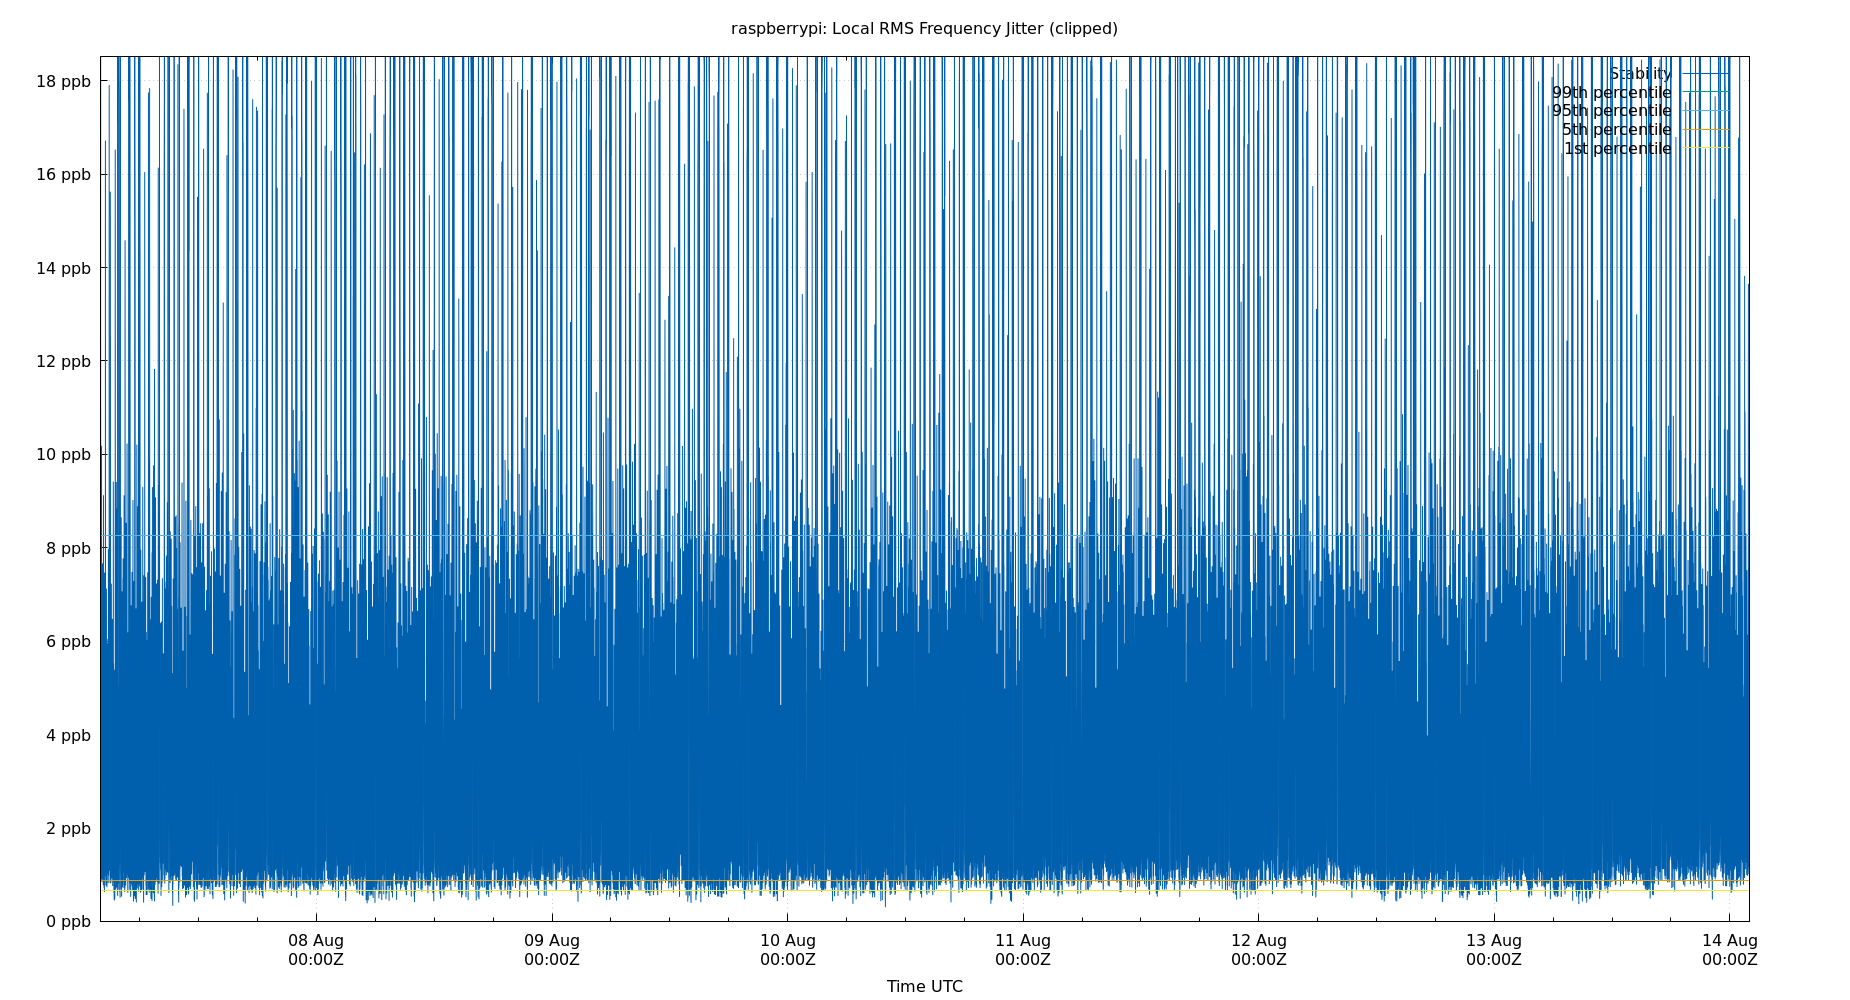 raspberrypi: Local RMS Frequency Jitter (clipped)
18 ppb
16 ppb
14 ppb
12 ppb
10 ppb
8 ppb
6 ppb
4 ppb
2 ppb
0 ppb
Stability
99th percentile
95th percentile
5th percentile
1st percentile
08 Aug
00:00Z
09 Aug
00:00Z
10 Aug
00:00Z
11 Aug
00:00Z
12 Aug
00:00Z
13 Aug
00:00Z
14 Aug
00:00Z
Time UTC